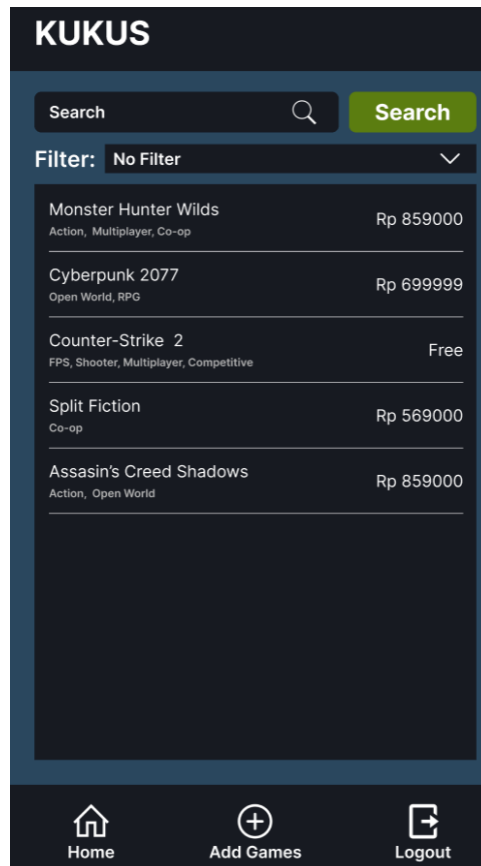 KUKUS
Search
Search
Filter: No Filter
Monster Hunter Wilds
Rp 859000
Action, Multiplayer, Co-op
Cyberpunk 2077
Rp 699999
Open World, RPG
Counter-Strike 2
Free
FPS, Shooter, Multiplayer, Competitive
Split Fiction
Rp 569000
Co-op
Assasin's Creed Shadows
Rp 859000
Action, Open World
Home
Add Games
Logout